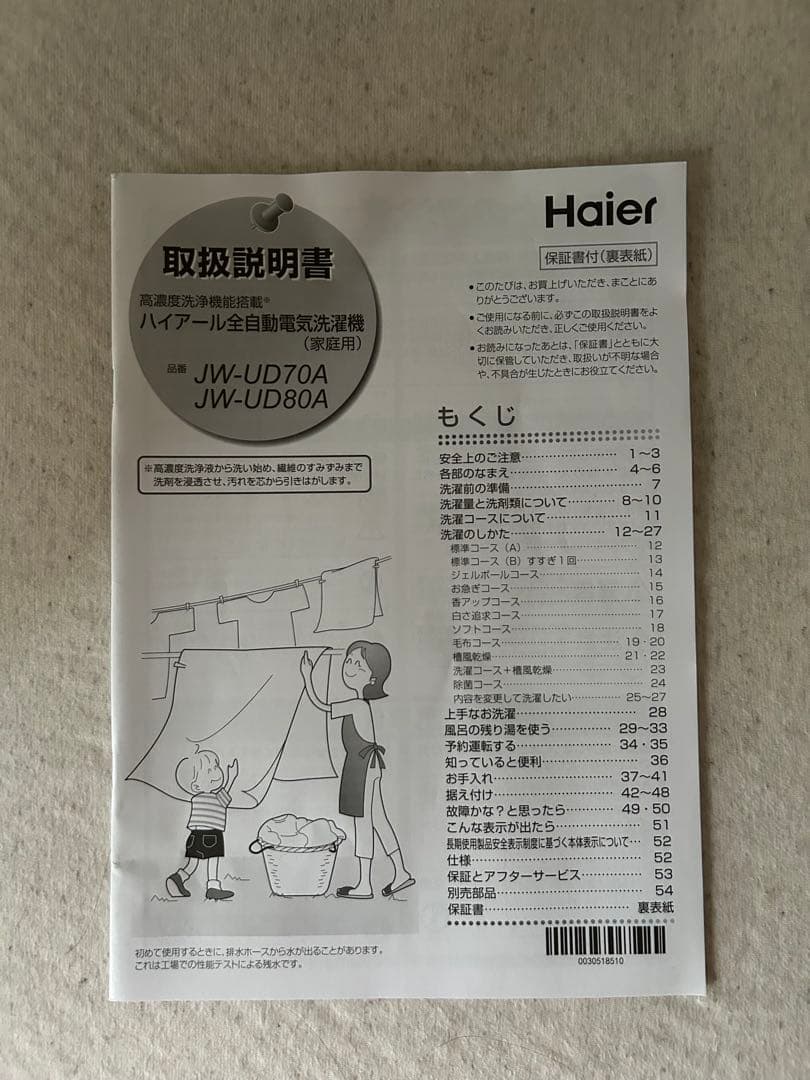 取扱説明書
高濃度洗浄機能搭載※
ハイアール全自動電気洗濯機
(家庭用)
品番 JW-UD70A
JW-UD80A
※高濃度洗浄液から洗い始め、繊維のすみずみまで
洗剤を浸透させ、汚れを芯から引きはがします。
初めて使用するときに、排水ホースから水が出ることがあります。
これは工場での性能テストによる残水です。
Haier
保証書付(裏表紙)
●このたびは、お買上げいただき、まことにあ
りがとうございます。
●ご使用になる前に、必ずこの取扱説明書をよ
くお読みいただき、正しくご使用ください。
●お読みになったあとは、「保証書」とともに大
切に保管していただき、取扱いが不明な場合
や、不具合が生じたときにお役立てください。
もくじ
安全上のご注意……………………… 1〜3
各部のなまえ………………………… 4〜6
洗濯前の準備………………………… 7
洗濯量と洗剤類について…………… 8〜10
洗濯コースについて………………… 11
洗濯のしかた………………………… 12〜27
標準コース(A)……………………… 12
標準コース(B)すすぎ1回………… 13
ジェルボールコース………………… 14
お急ぎコース………………………… 15
香アップコース……………………… 16
白さ追求コース……………………… 17
ソフトコース………………………… 18
毛布コース…………………………… 19・20
槽風乾燥……………………………… 21・22
洗濯コース+槽風乾燥……………… 23
除菌コース…………………………… 24
内容を変更して洗濯したい………… 25〜27
上手なお洗濯………………………… 28
風呂の残り湯を使う………………… 29〜33
予約運転する………………………… 34・35
知っていると便利…………………… 36
お手入れ……………………………… 37〜41
据え付け……………………………… 42〜48
故障かな?と思ったら……………… 49・50
こんな表示が出たら………………… 51
長期使用製品安全表示制度に基づく本体表示について… 52
仕様…………………………………… 52
保証とアフターサービス…………… 53
別売部品……………………………… 54
保証書………………………………… 裏表紙
0030518510